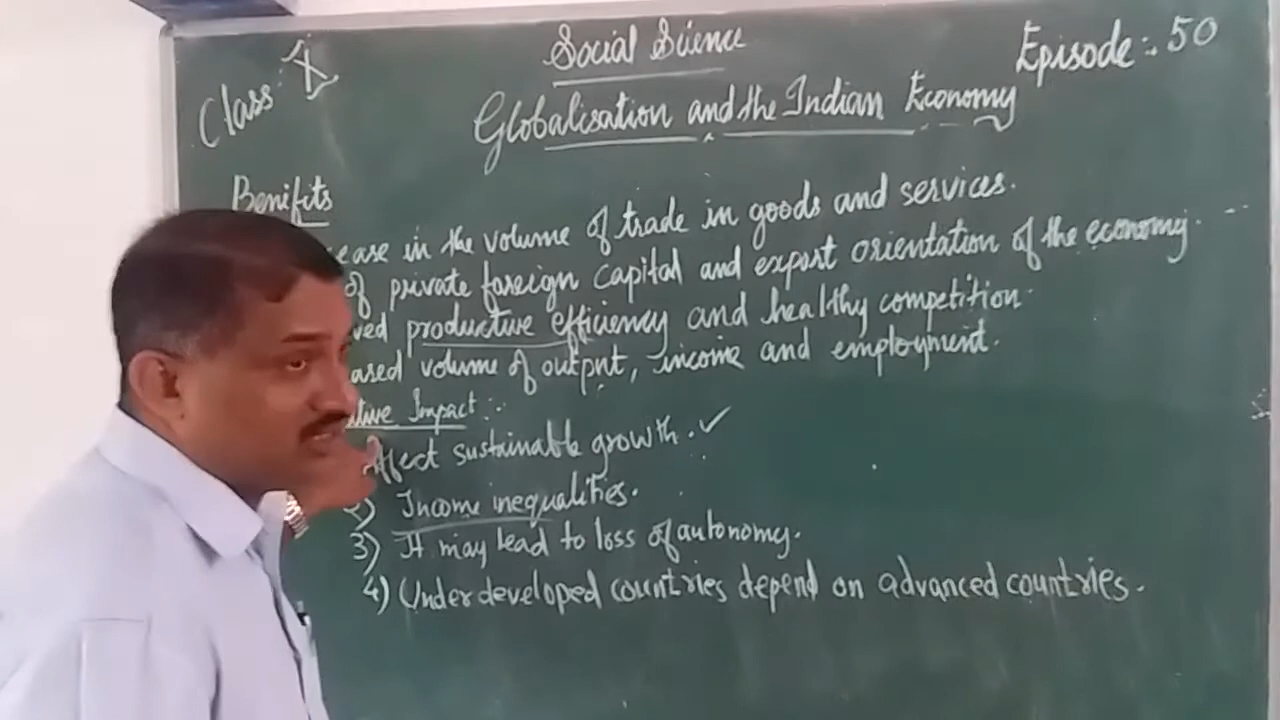 Class X
Social Science
Episode:. 50
Globalisation and the Indian Economy
Benifits
ease in the volume of trade in goods and services.
of private foreign capital and export orientation of the economy.
ved productive efficiency and healthy competition
ased volume of output, income and employment.
tive Impact:.
ffect sustainable growth. ✓
2) Income inequalities.
3) It may lead to loss of autonomy.
4) Underdeveloped countries depend on advanced countries.